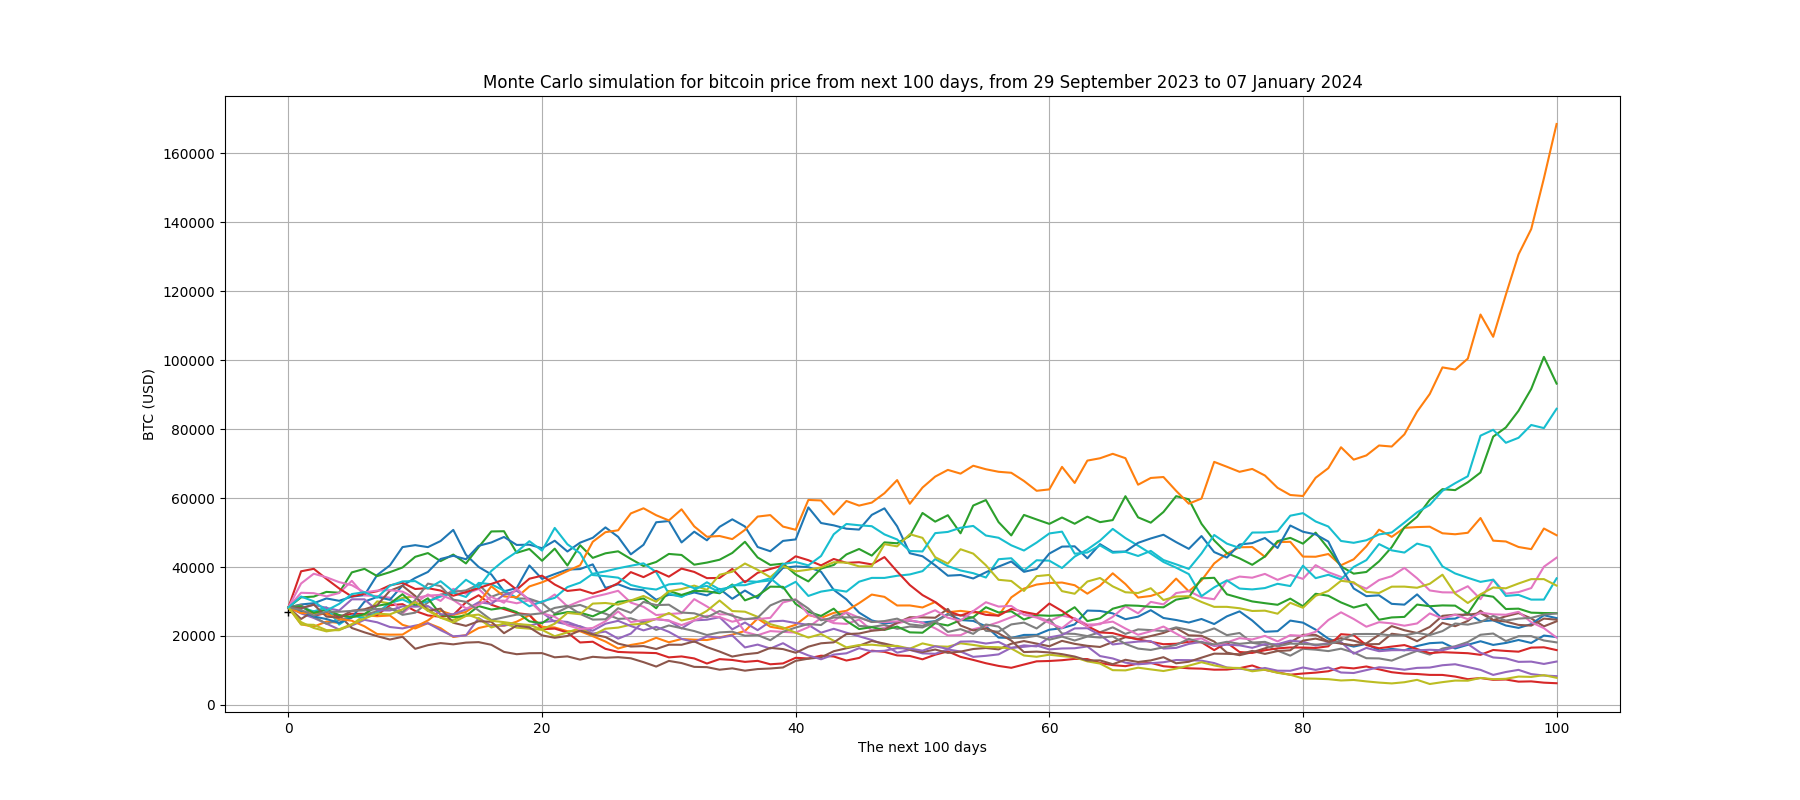 Monte Carlo simulation for bitcoin price from next 100 days, from 29 September 2023 to 07 January 2024
160000
140000
120000
100000
80000
60000
40000
20000
0
BTC (USD)
0 20 40 60 80 100
The next 100 days